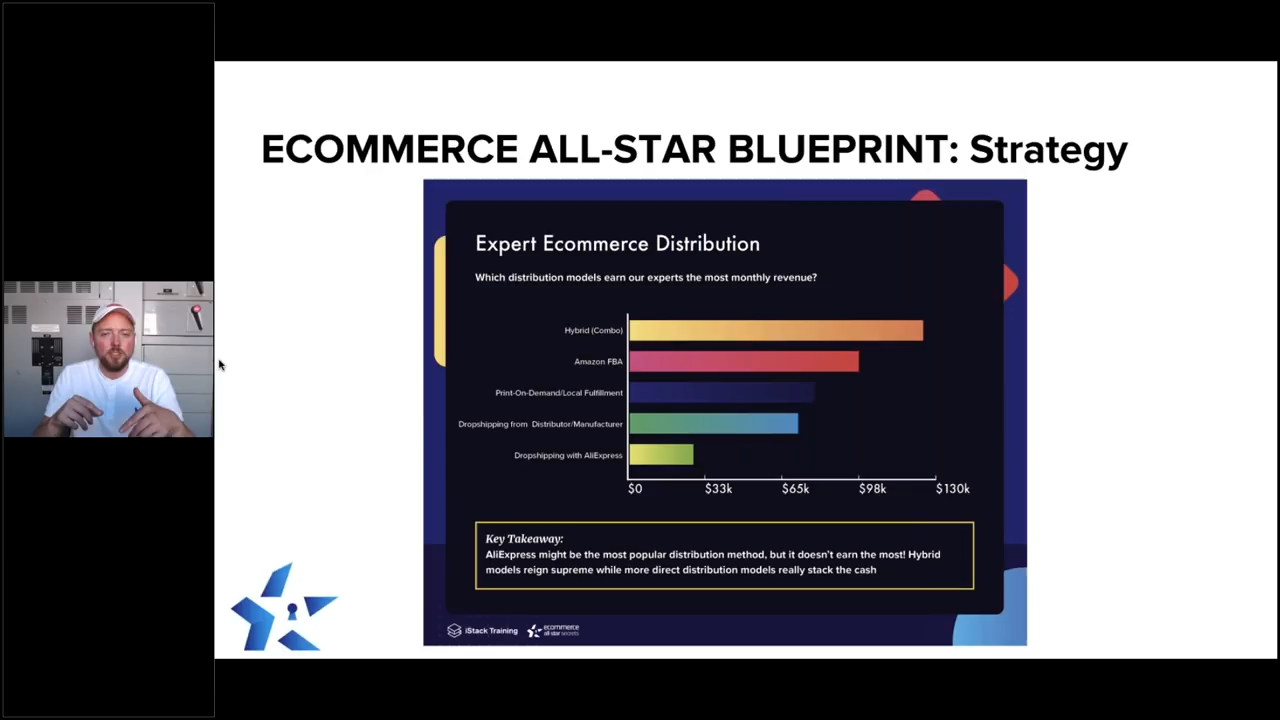 ECOMMERCE ALL-STAR BLUEPRINT: Strategy
Expert Ecommerce Distribution
Which distribution models earn our experts the most monthly revenue?
Hybrid (Combo)
Amazon FBA
Print-On-Demand/Local Fulfillment
Dropshipping from Distributor/Manufacturer
Dropshipping with AliExpress
$0 $33k $65k $98k $130k
Key Takeaway:
AliExpress might be the most popular distribution method, but it doesn't earn the most! Hybrid
models reign supreme while more direct distribution models really stack the cash
iStack Training
ecommerce
all·star secrets